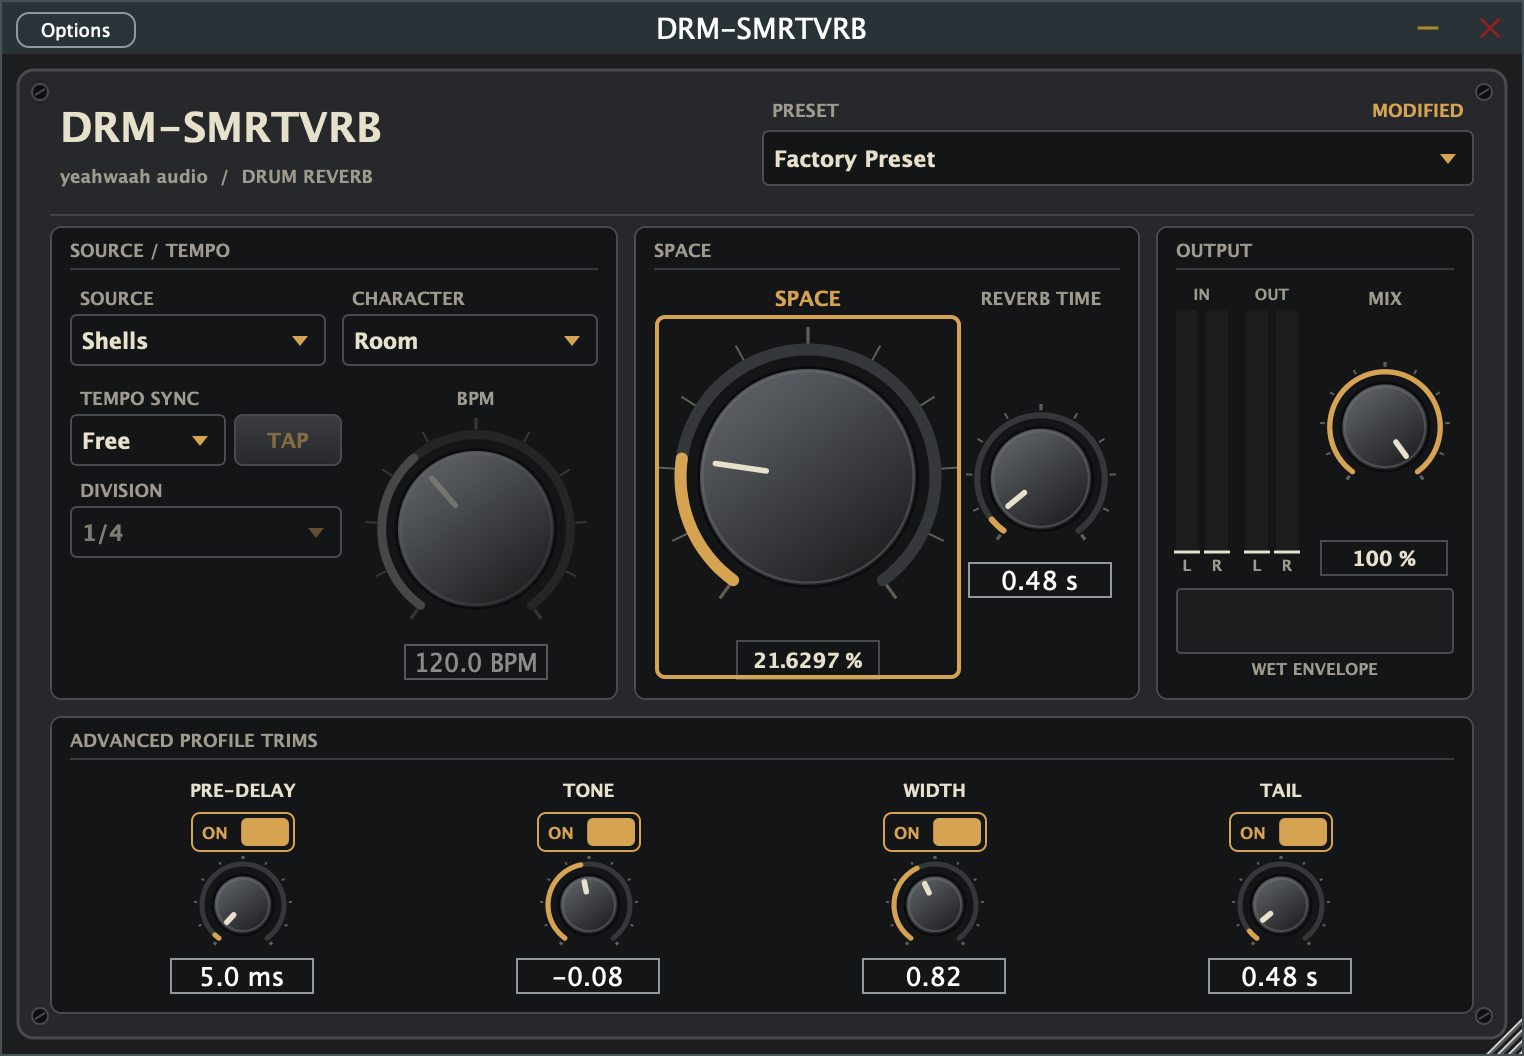 Options
DRM-SMRTVRB
DRM-SMRTVRB
yeahwaah audio / DRUM REVERB
PRESET
MODIFIED
Factory Preset
SOURCE / TEMPO
SOURCE
CHARACTER
Shells
Room
TEMPO SYNC
BPM
Free
TAP
DIVISION
1/4
120.0 BPM
SPACE
SPACE
REVERB TIME
21.6297 %
0.48 s
OUTPUT
IN
OUT
MIX
L R L R
100 %
WET ENVELOPE
ADVANCED PROFILE TRIMS
PRE-DELAY
TONE
WIDTH
TAIL
ON
ON
ON
ON
5.0 ms
-0.08
0.82
0.48 s